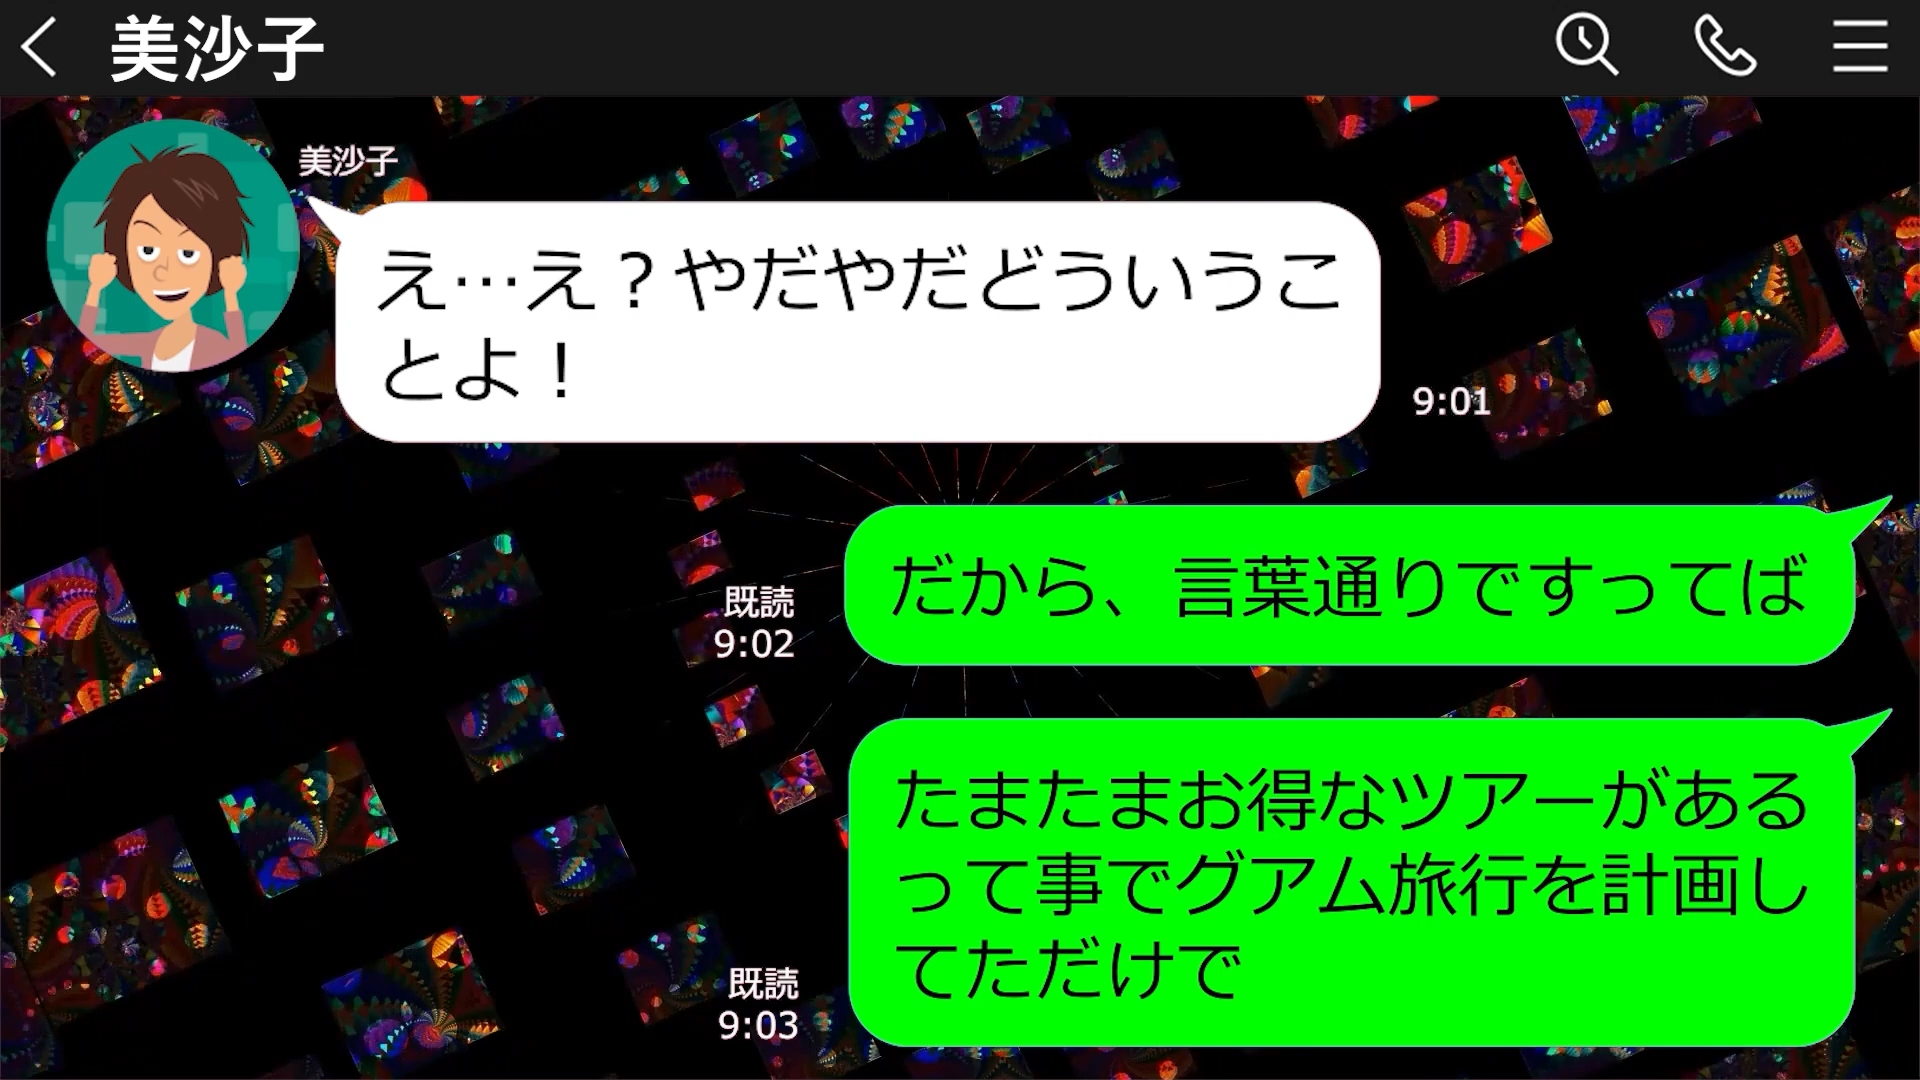 美沙子
美沙子
え…え？やだやだどういうこ
とよ！
9:01
だから、言葉通りですってば
既読
9:02
たまたまお得なツアーがある
って事でグアム旅行を計画し
てただけで
既読
9:03